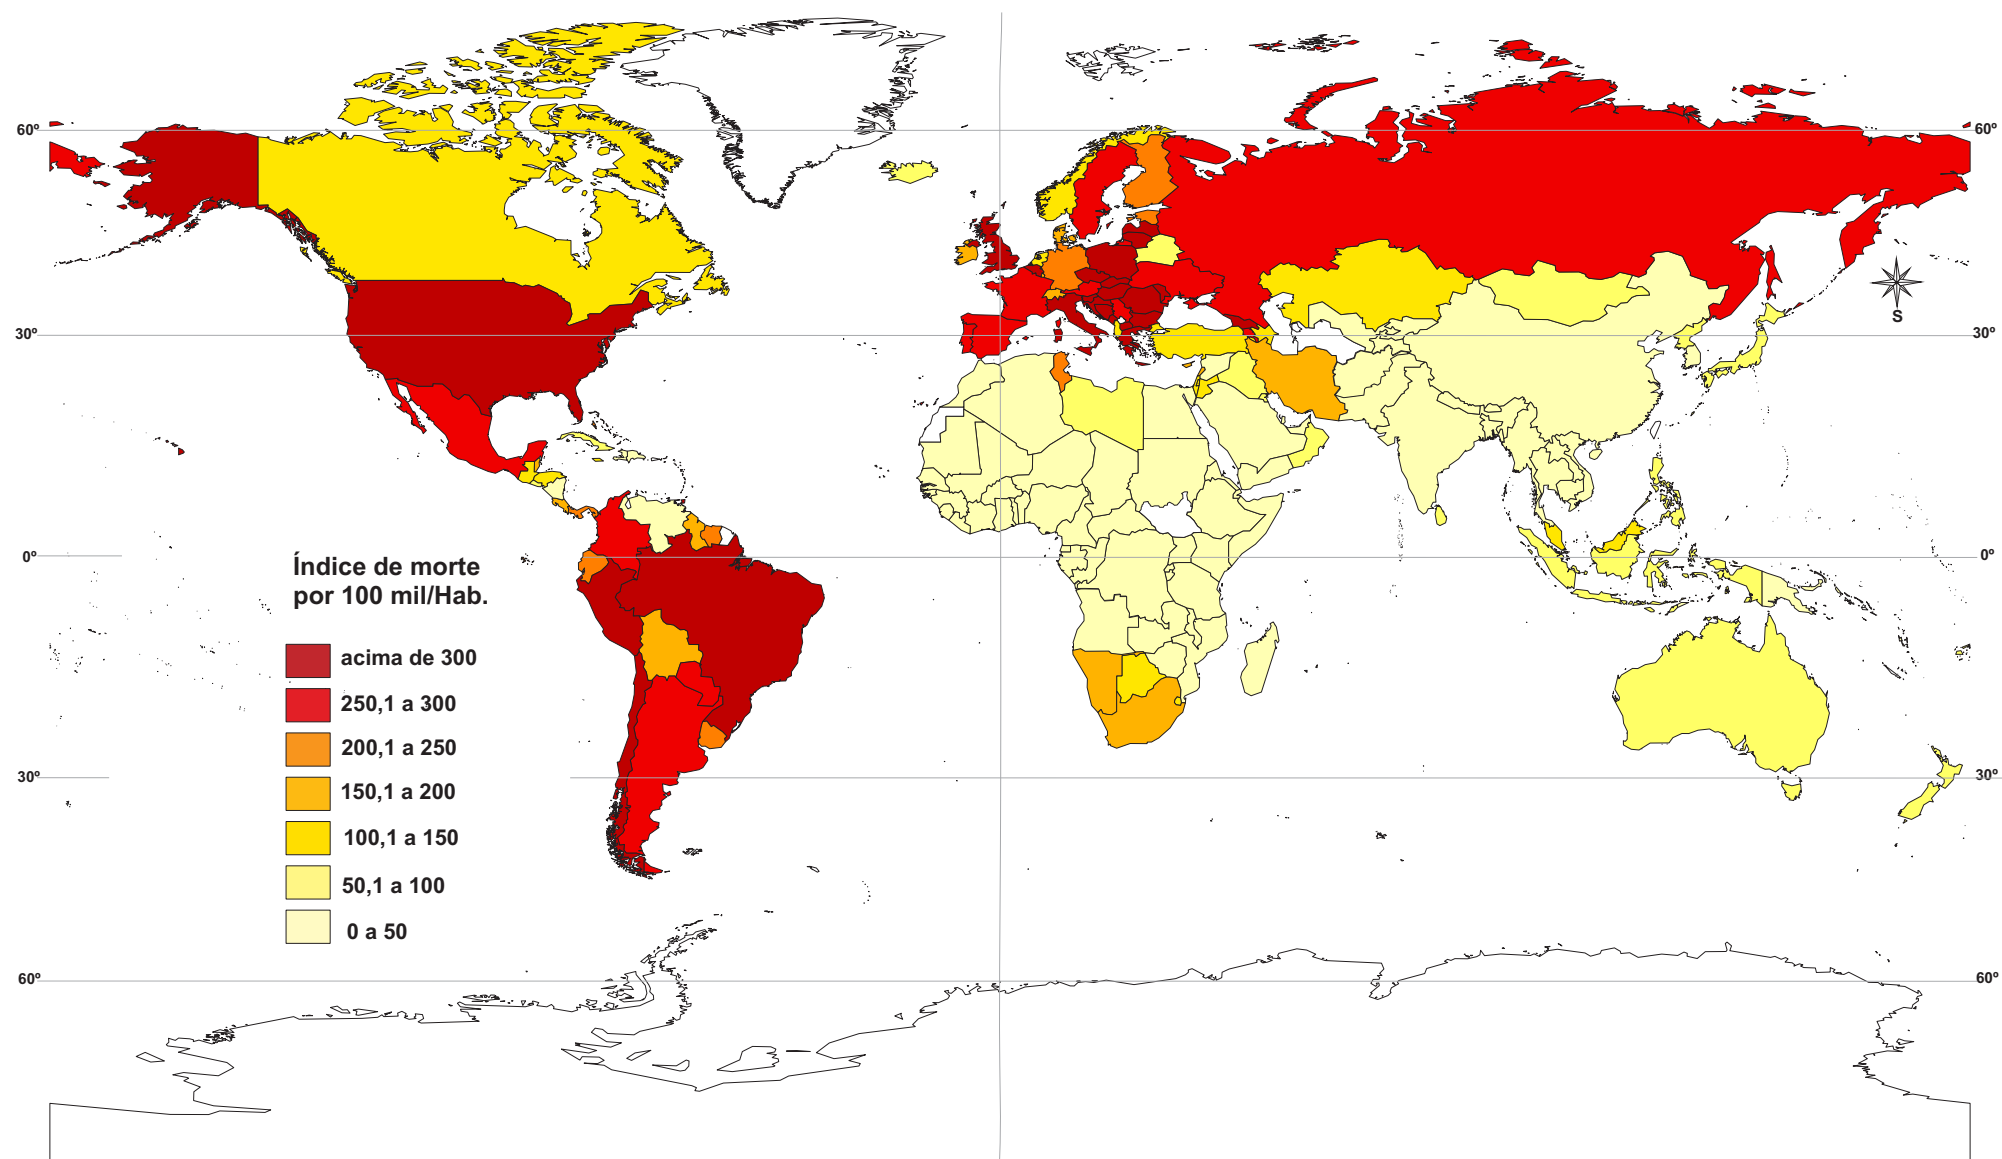 60º
60º
S
30º
30º
0º
0º
Índice de morte
por 100 mil/Hab.
acima de 300
250,1 a 300
200,1 a 250
150,1 a 200
100,1 a 150
50,1 a 100
0 a 50
30º
30º
60º
60º